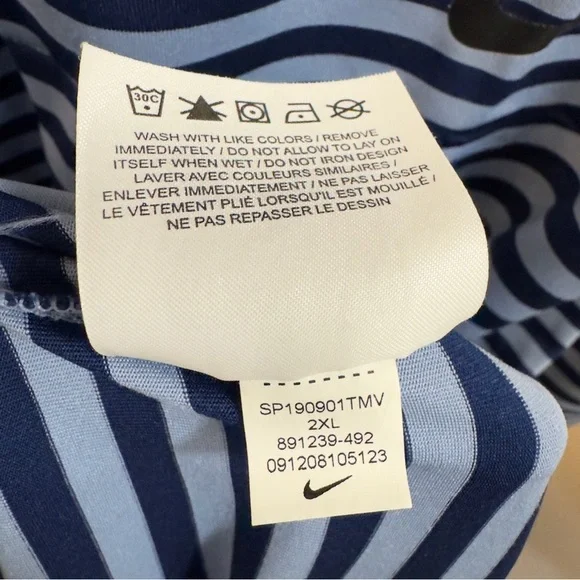 30C
WASH WITH LIKE COLORS / REMOVE
IMMEDIATELY / DO NOT ALLOW TO LAY ON
ITSELF WHEN WET / DO NOT IRON DESIGN
LAVER AVEC COULEURS SIMILAIRES /
ENLEVER IMMEDIATEMENT / NE PAS LAISSER
LE VÊTEMENT PLIÉ LORSQU'IL EST MOUILLÉ /
NE PAS REPASSER LE DESSIN
SP190901TMV
2XL
891239-492
091208105123